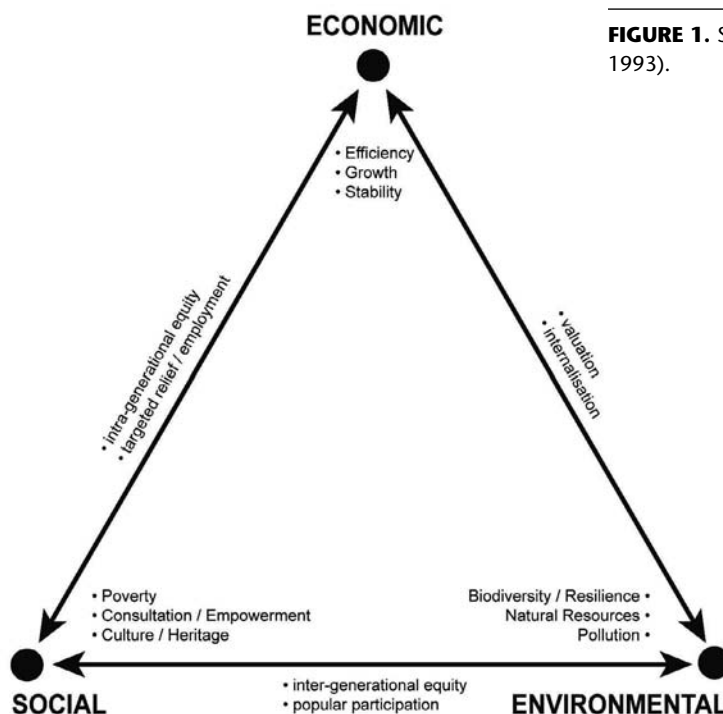 ECONOMIC
FIGURE 1. S
1993).
• Efficiency
• Growth
• Stability
• intra-generational equity
• targeted relief / employment
• valuation
• internalisation
• Poverty
• Consultation / Empowerment
• Culture / Heritage
Biodiversity / Resilience •
Natural Resources •
Pollution •
SOCIAL
• inter-generational equity
• popular participation
ENVIRONMENTAL